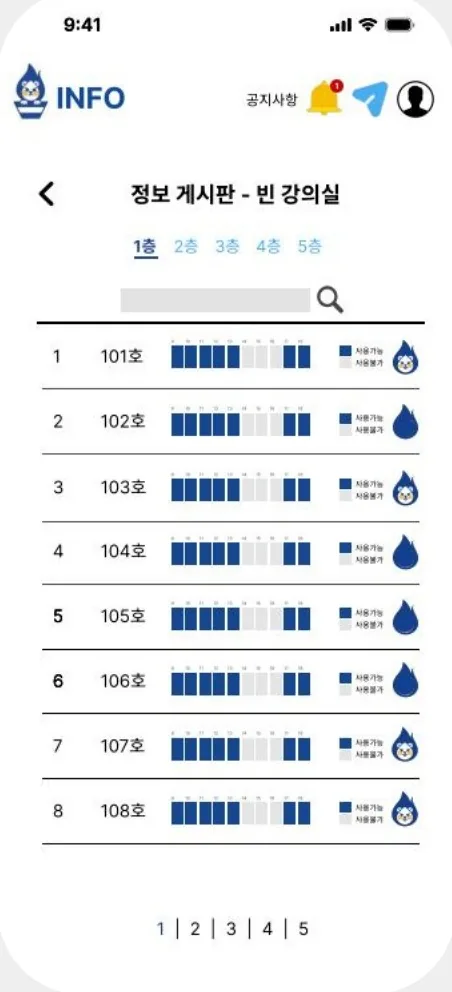 9:41
INFO
공지사항
1
정보 게시판 - 빈 강의실
1층 2층 3층 4층 5층
1 101호 사용가능
사용불가
2 102호 사용가능
사용불가
3 103호 사용가능
사용불가
4 104호 사용가능
사용불가
5 105호 사용가능
사용불가
6 106호 사용가능
사용불가
7 107호 사용가능
사용불가
8 108호 사용가능
사용불가
1 | 2 | 3 | 4 | 5